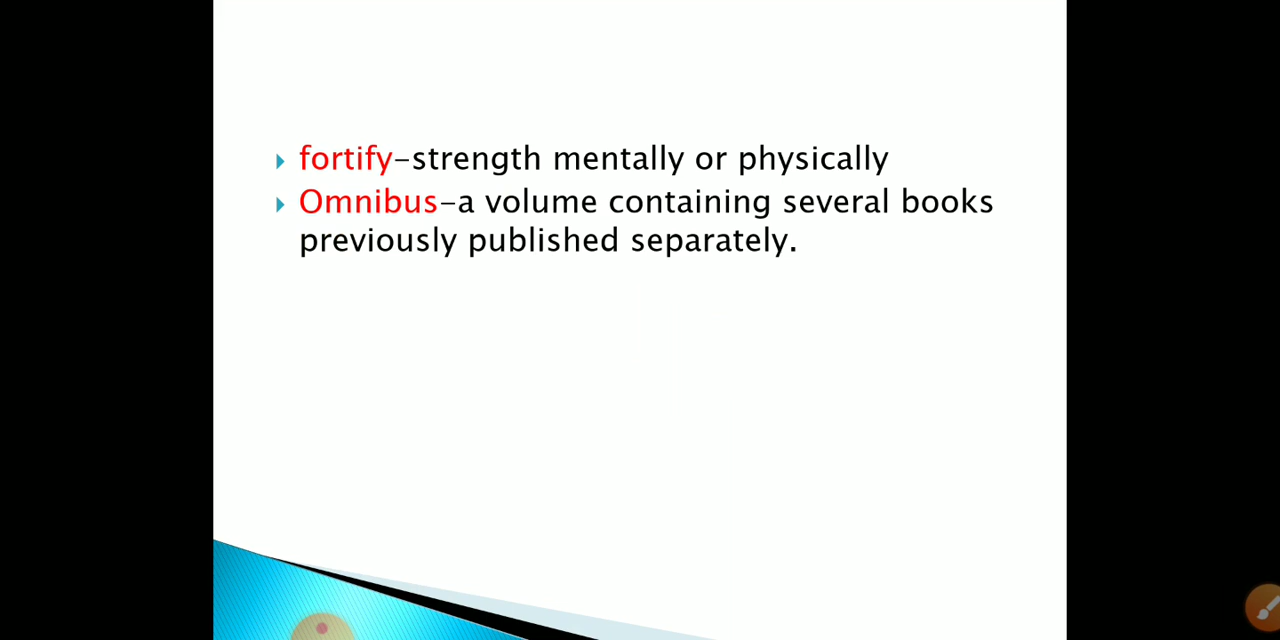 fortify-strength mentally or physically
Omnibus-a volume containing several books
previously published separately.